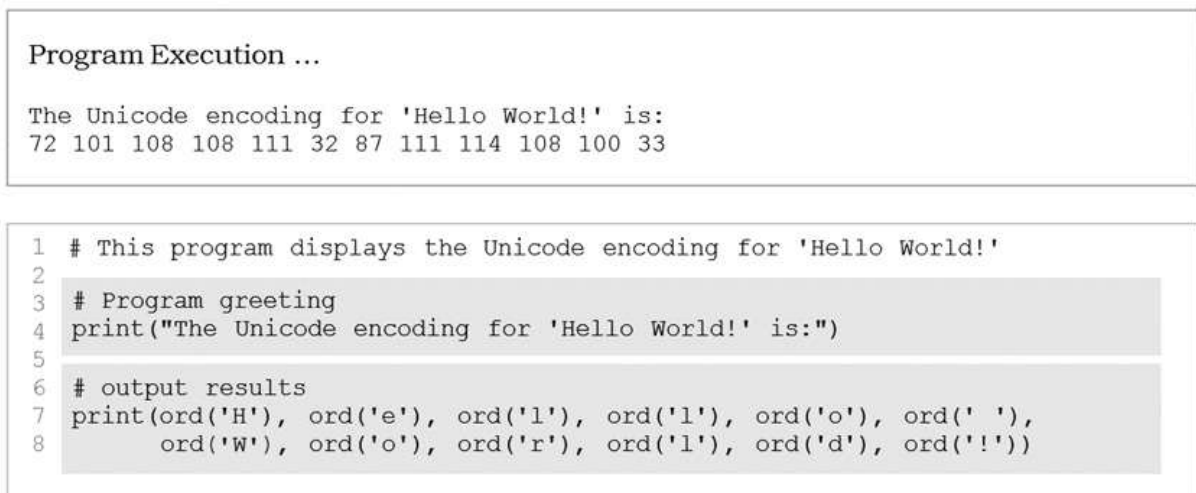 Program Execution …
The Unicode encoding for 'Hello World!' is:
72 101 108 108 111 32 87 111 114 108 100 33
1 # This program displays the Unicode encoding for 'Hello World!'
2
3 # Program greeting
4 print("The Unicode encoding for 'Hello World!' is:")
5
6 # output results
7 print(ord('H'), ord('e'), ord('l'), ord('l'), ord('o'), ord(' '),
8       ord('W'), ord('o'), ord('r'), ord('l'), ord('d'), ord('!'))